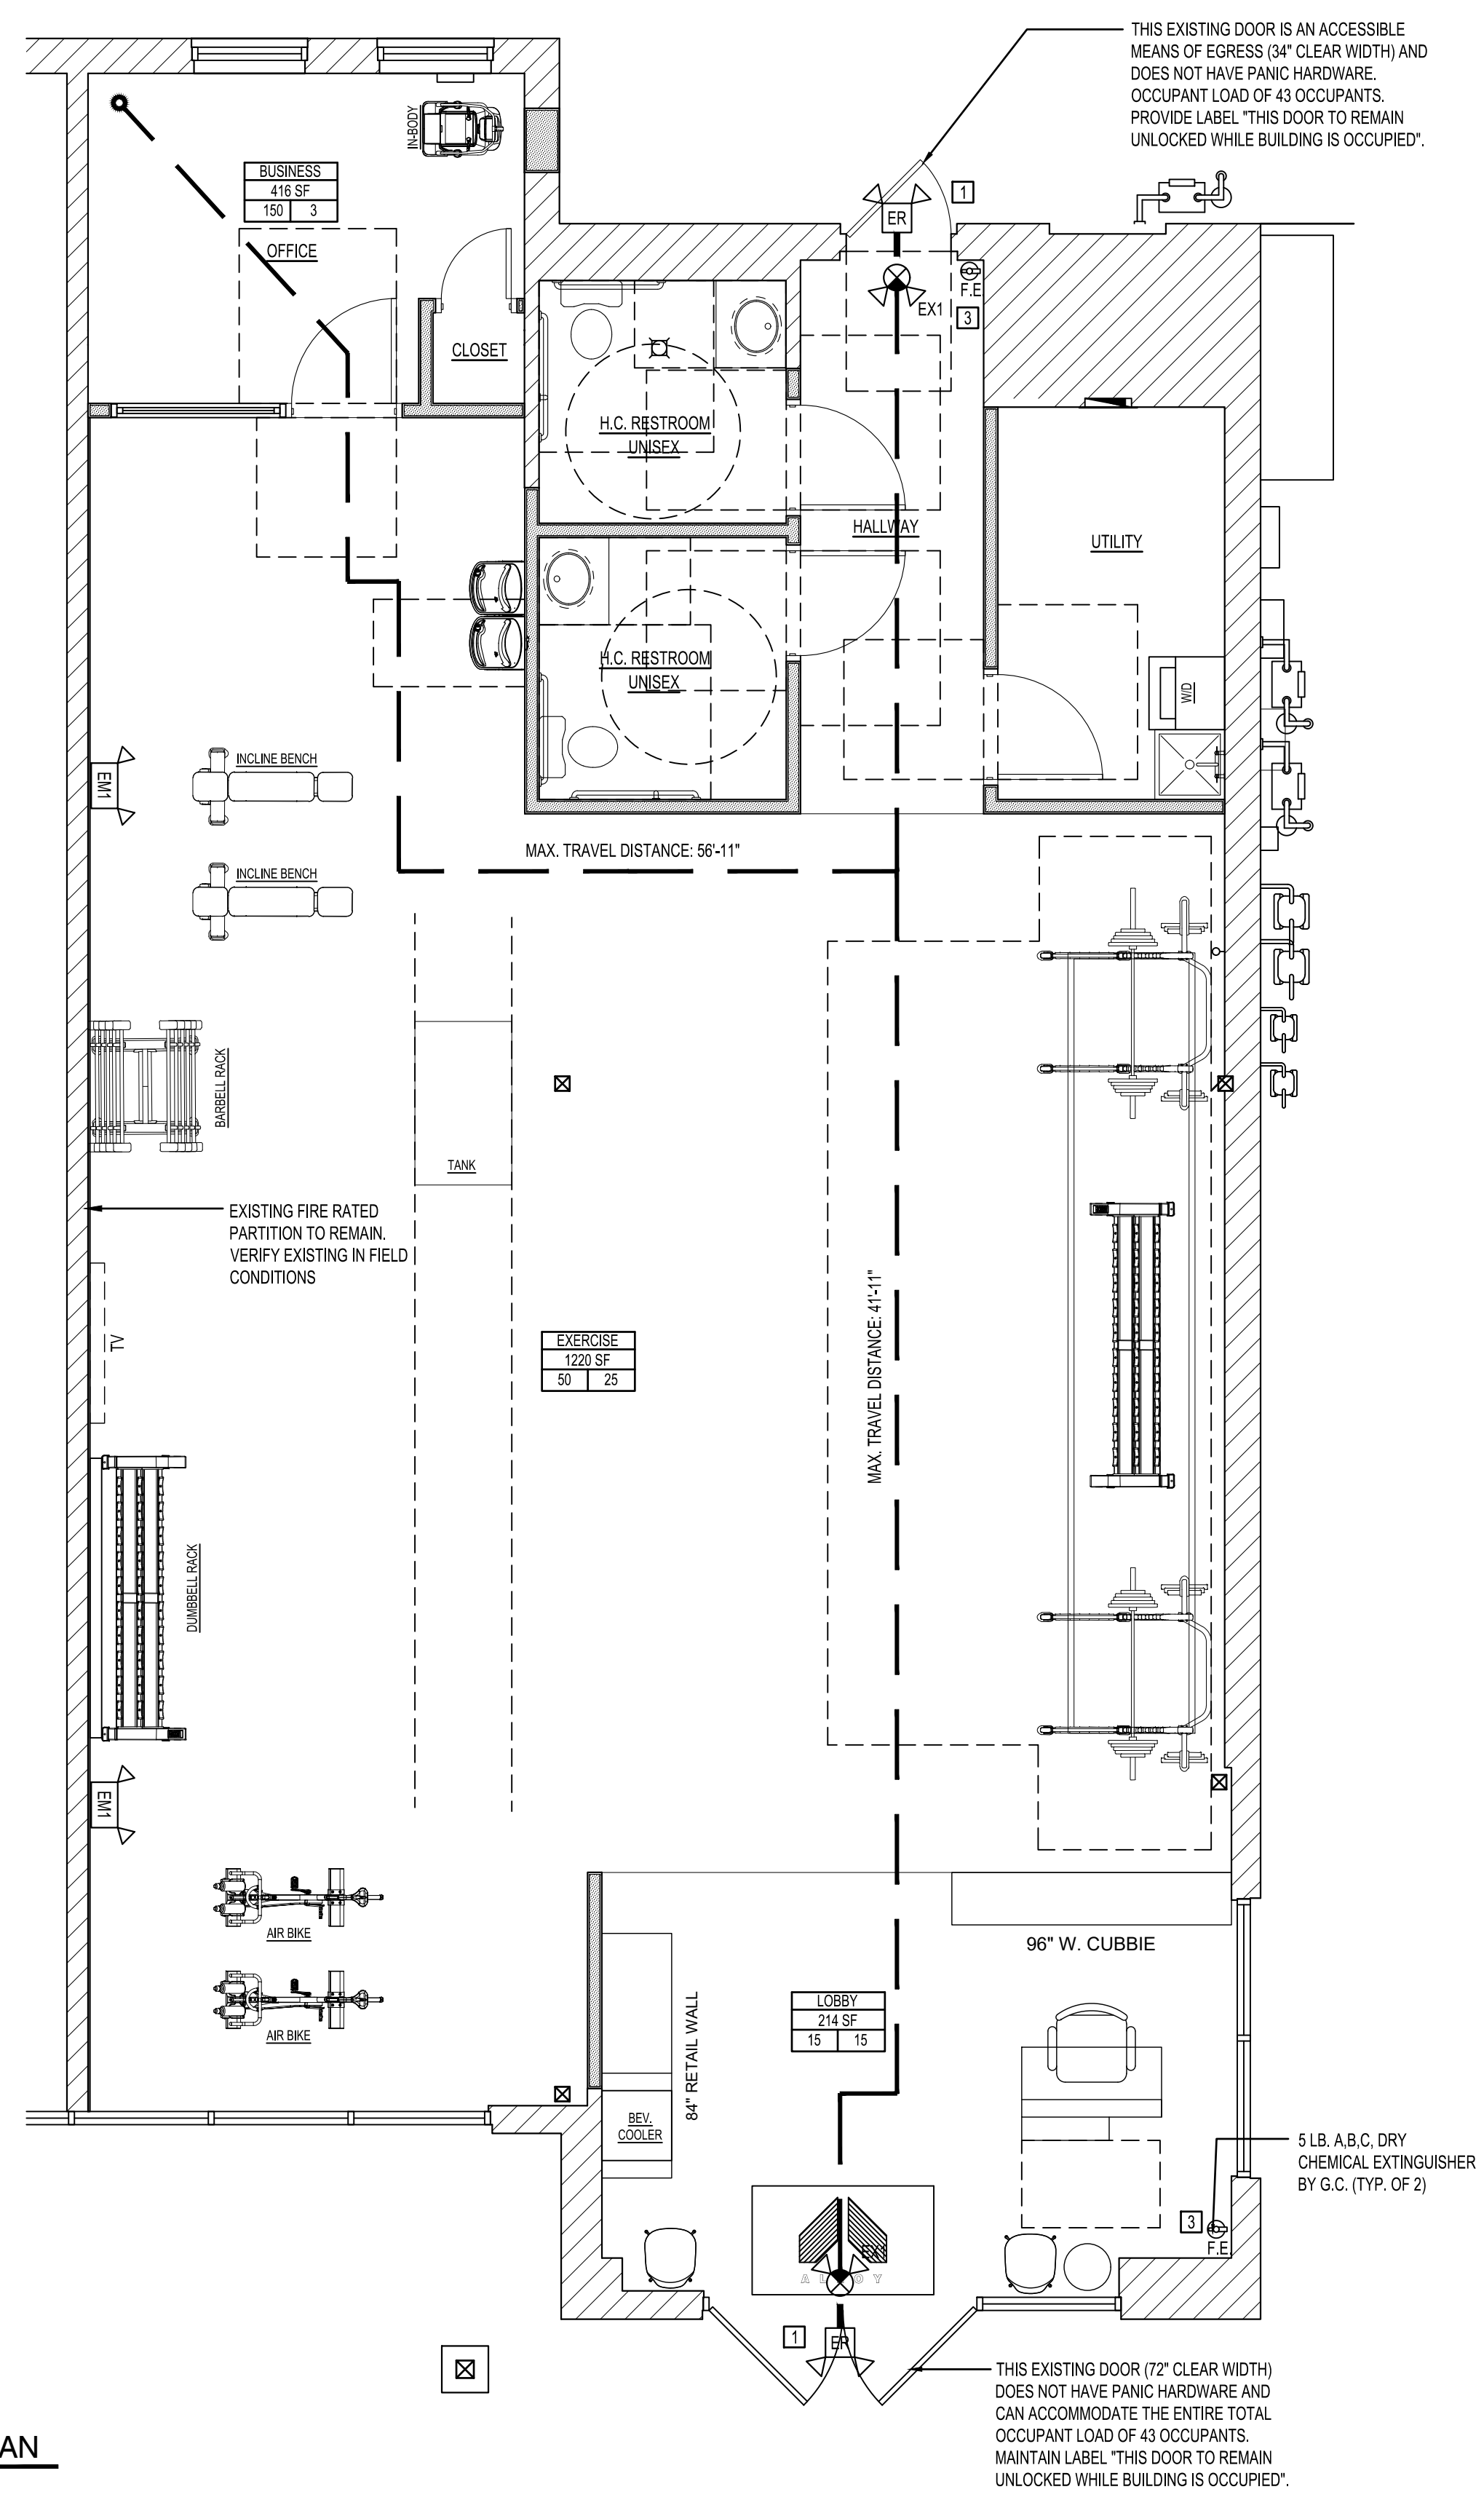 THIS EXISTING DOOR IS AN ACCESSIBLE
MEANS OF EGRESS (34" CLEAR WIDTH) AND
DOES NOT HAVE PANIC HARDWARE.
OCCUPANT LOAD OF 43 OCCUPANTS.
PROVIDE LABEL "THIS DOOR TO REMAIN
UNLOCKED WHILE BUILDING IS OCCUPIED".
IN-BODY
BUSINESS
416 SF
150 3
OFFICE
1
ER
F.E
EX1
3
CLOSET
H.C. RESTROOM
UNISEX
HALLWAY
UTILITY
H.C. RESTROOM
UNISEX
W/D
EM1
INCLINE BENCH
INCLINE BENCH
MAX. TRAVEL DISTANCE: 56'-11"
BARBELL RACK
TANK
EXISTING FIRE RATED
PARTITION TO REMAIN.
VERIFY EXISTING IN FIELD
CONDITIONS
TV
EXERCISE
1220 SF
50 25
MAX. TRAVEL DISTANCE: 41'-11"
DUMBBELL RACK
EM1
AIR BIKE
AIR BIKE
96" W. CUBBIE
LOBBY
214 SF
15 15
84" RETAIL WALL
BEV.
COOLER
5 LB. A,B,C, DRY
CHEMICAL EXTINGUISHER
BY G.C. (TYP. OF 2)
3
F.E
1
ER
THIS EXISTING DOOR (72" CLEAR WIDTH)
DOES NOT HAVE PANIC HARDWARE AND
CAN ACCOMMODATE THE ENTIRE TOTAL
OCCUPANT LOAD OF 43 OCCUPANTS.
MAINTAIN LABEL "THIS DOOR TO REMAIN
UNLOCKED WHILE BUILDING IS OCCUPIED".
AN